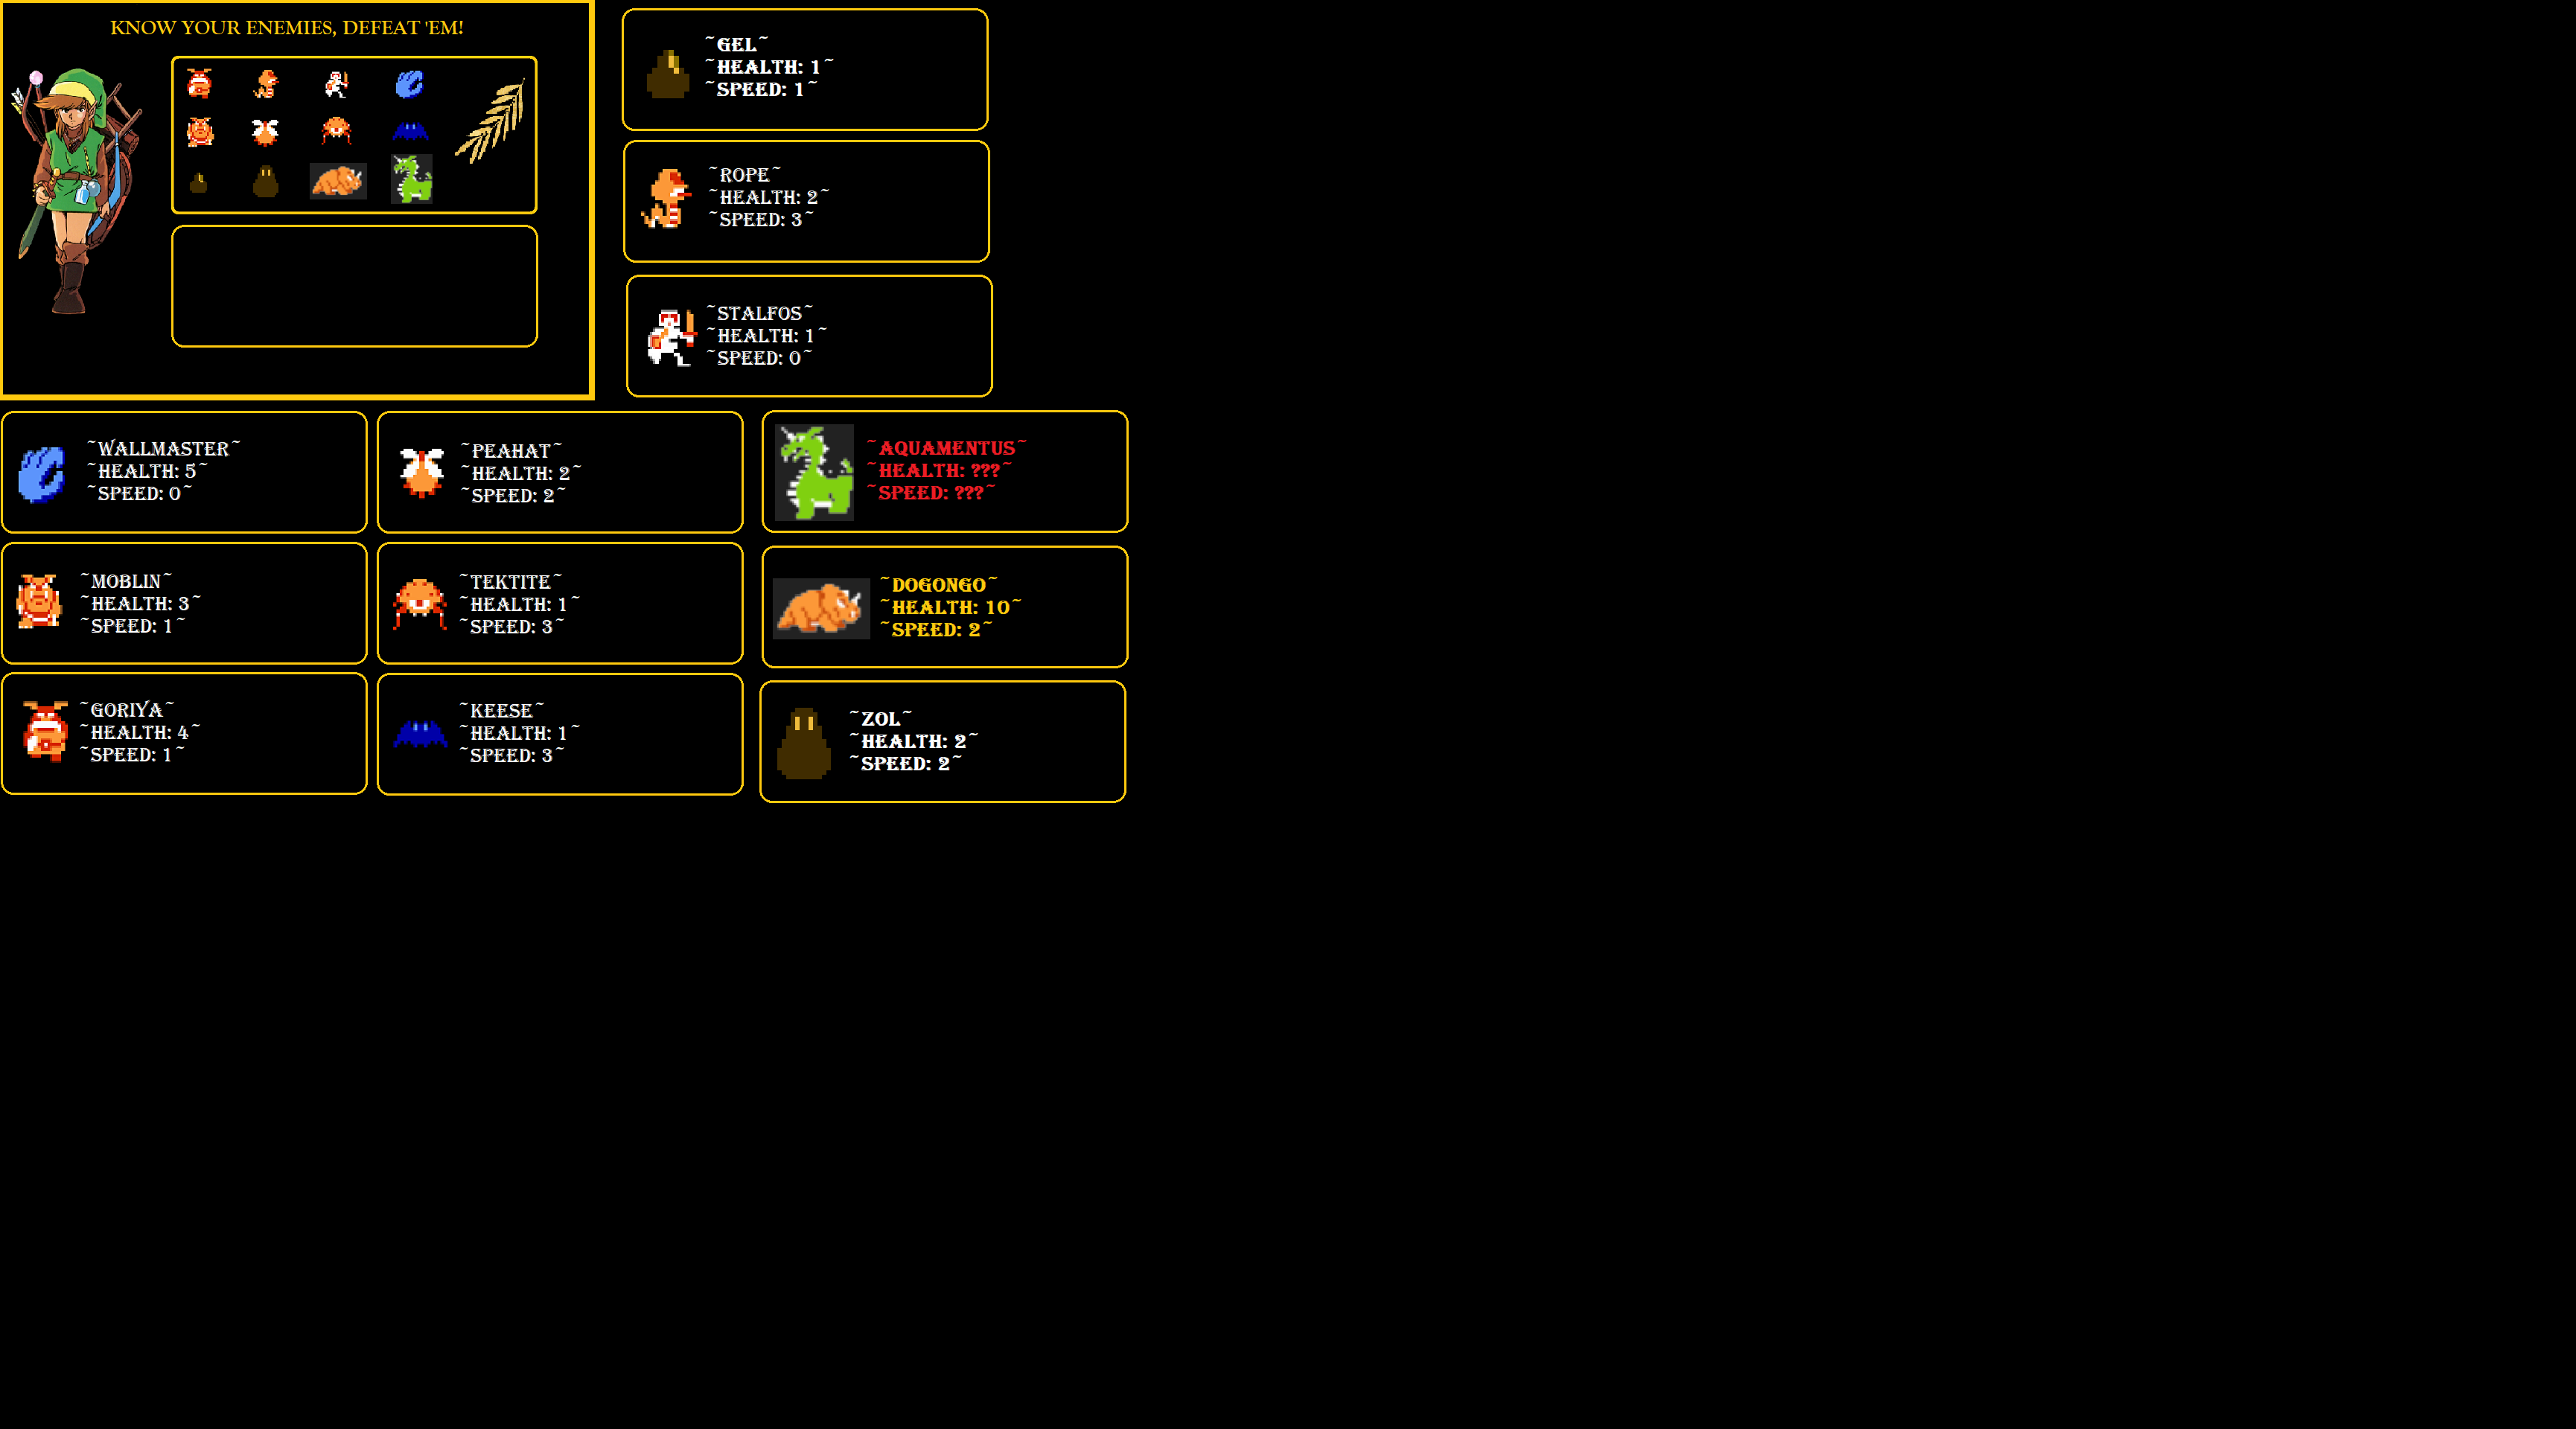 KNOW YOUR ENEMIES, DEFEAT 'EM!
~GEL~
~HEALTH: 1~
~SPEED: 1~
~ROPE~
~HEALTH: 2~
~SPEED: 3~
~STALFOS~
~HEALTH: 1~
~SPEED: 0~
~WALLMASTER~
~HEALTH: 5~
~SPEED: 0~
~PEAHAT~
~HEALTH: 2~
~SPEED: 2~
~AQUAMENTUS~
~HEALTH: ???~
~SPEED: ???~
~MOBLIN~
~HEALTH: 3~
~SPEED: 1~
~TEKTITE~
~HEALTH: 1~
~SPEED: 3~
~DOGONGO~
~HEALTH: 10~
~SPEED: 2~
~GORIYA~
~HEALTH: 4~
~SPEED: 1~
~KEESE~
~HEALTH: 1~
~SPEED: 3~
~ZOL~
~HEALTH: 2~
~SPEED: 2~